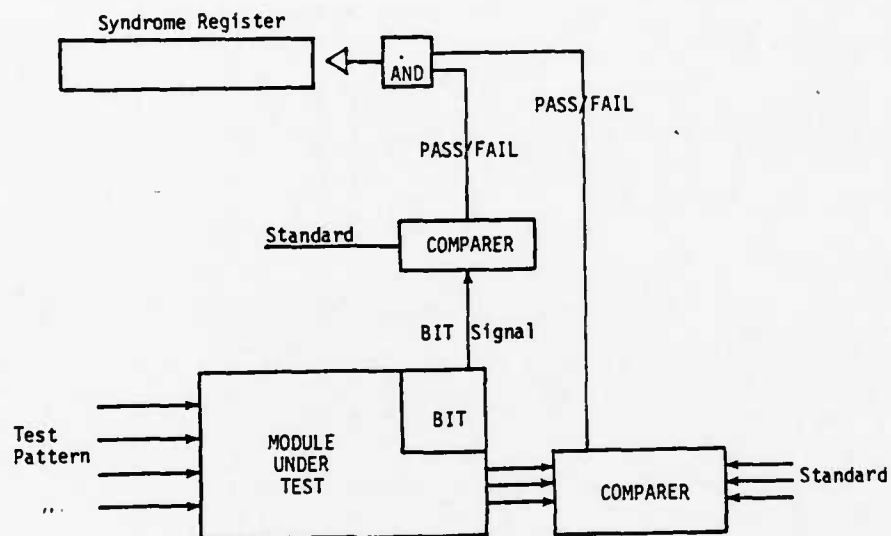 Syndrome Register
AND
PASS/FAIL
PASS/FAIL
Standard
COMPARER
BIT Signal
BIT
Test
Pattern
MODULE
UNDER
TEST
COMPARER
Standard